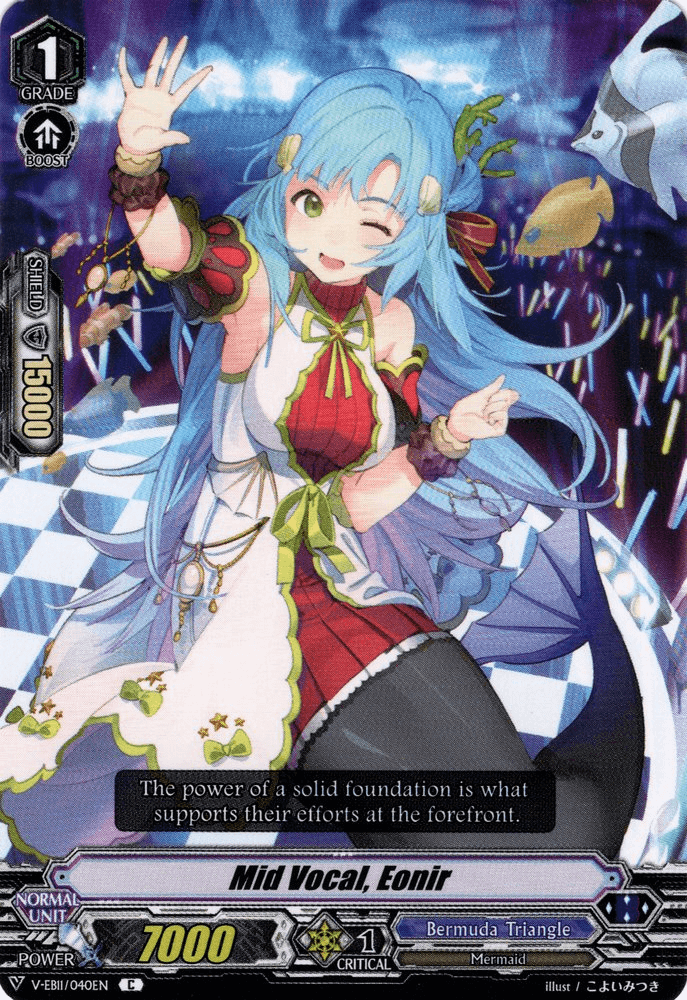 1
GRADE
BOOST
SHIELD
15000
The power of a solid foundation is what
supports their efforts at the forefront.
Mid Vocal, Eonir
NORMAL
UNIT
POWER
7000
1
CRITICAL
Bermuda Triangle
Mermaid
V-EB11/040EN
C
illust / こよいみつき